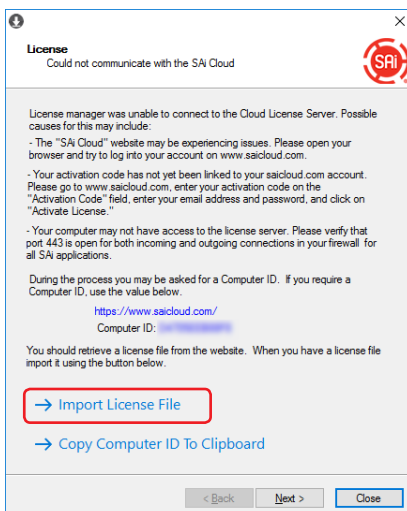 License
Could not communicate with the SAi Cloud
SAi
License manager was unable to connect to the Cloud License Server. Possible
causes for this may include:
- The "SAi Cloud" website may be experiencing issues. Please open your
browser and try to log into your account on www.saicloud.com.
- Your activation code has not yet been linked to your saicloud.com account.
Please go to www.saicloud.com, enter your activation code on the
"Activation Code" field, enter your email address and password, and click on
"Activate License."
- Your computer may not have access to the license server. Please verify that
port 443 is open for both incoming and outgoing connections in your firewall for
all SAi applications.
During the process you may be asked for a Computer ID. If you require a
Computer ID, use the value below.
https://www.saicloud.com/
Computer ID:
You should retrieve a license file from the website. When you have a license file
import it using the button below.
Import License File
Copy Computer ID To Clipboard
< Back
Next >
Close